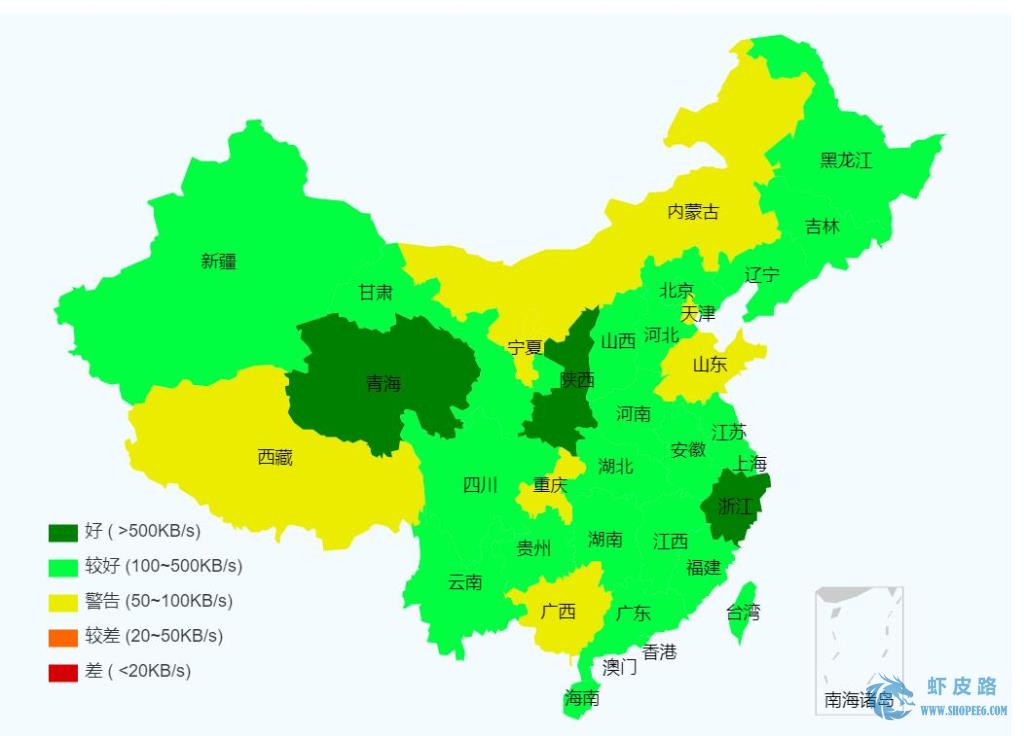 黑龙江
内蒙古
吉林
新疆
辽宁
甘肃
北京
天津
宁夏
山西
河北
山东
青海
陕西
河南
江苏
安徽
西藏
上海
湖北
四川
重庆
浙江
好 ( >500KB/s)
湖南
江西
贵州
较好 (100~500KB/s)
福建
云南
警告 (50~100KB/s)
广西
广东
台湾
较差 (20~50KB/s)
香港
澳门
差 ( <20KB/s)
海南
南海诸岛
虾皮路
WWW.SHOPEE6.COM